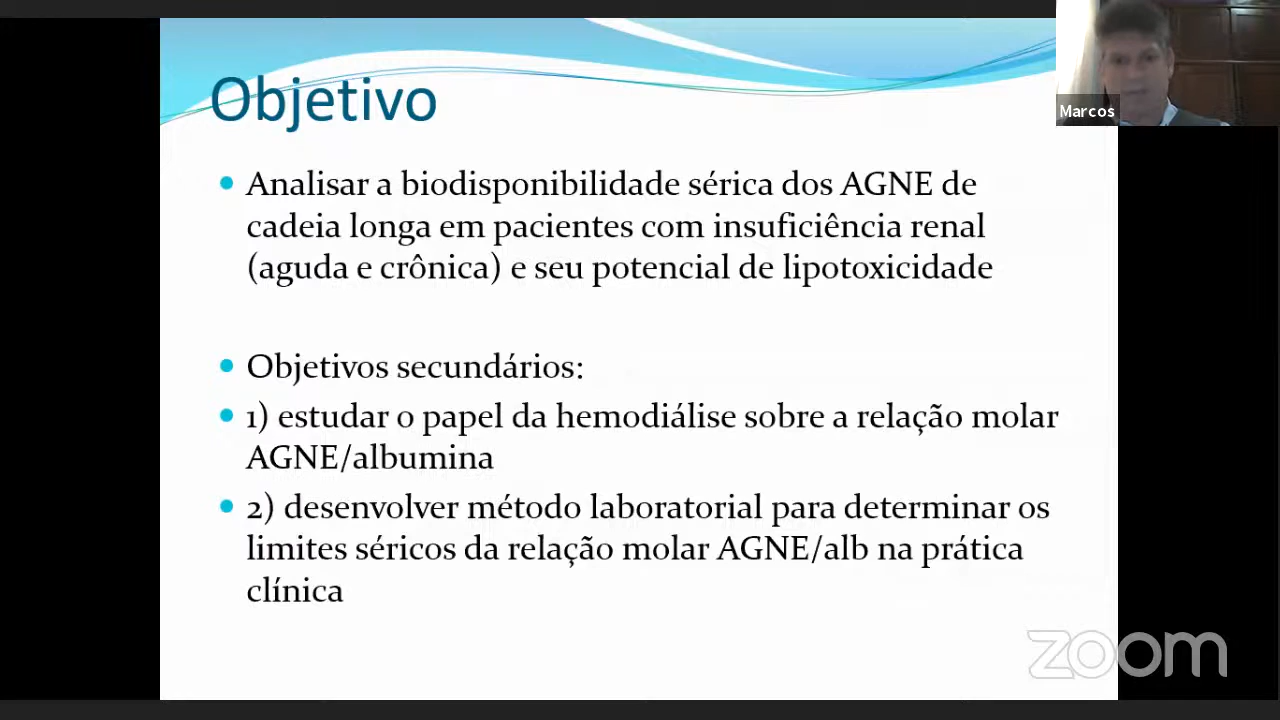 Objetivo
Marcos
Analisar a biodisponibilidade sérica dos AGNE de
cadeia longa em pacientes com insuficiência renal
(aguda e crônica) e seu potencial de lipotoxicidade
Objetivos secundários:
1) estudar o papel da hemodiálise sobre a relação molar
AGNE/albumina
2) desenvolver método laboratorial para determinar os
limites séricos da relação molar AGNE/alb na prática
clínica
zoom